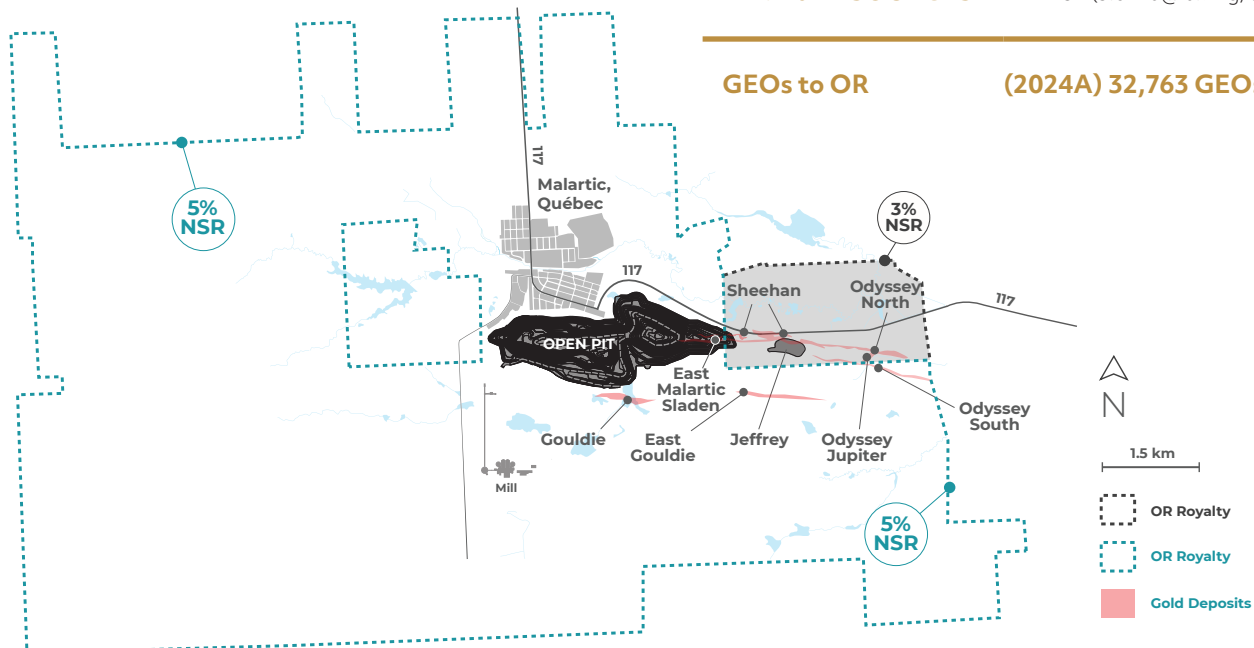 GEOs to OR
(2024A) 32,763 GEOs
117
Malartic,
Québec
5%
NSR
3%
NSR
117
Sheehan
Odyssey
North
117
OPEN PIT
East
Malartic
Sladen
Odyssey
South
N
Gouldie
East
Gouldie
Jeffrey
Odyssey
Jupiter
1.5 km
Mill
OR Royalty
5%
NSR
OR Royalty
Gold Deposits